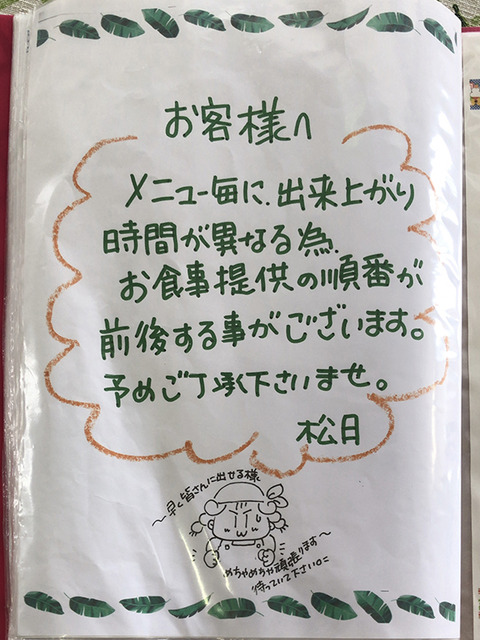 お客様へ
メニュー毎に、出来上がり
時間が異なる為、
お食事提供の順番が
前後する事がございます。
予めご了承下さいませ。
松月
～早く皆さんに出せる様
めちゃめちゃ頑張ります～
待っていて下さい。